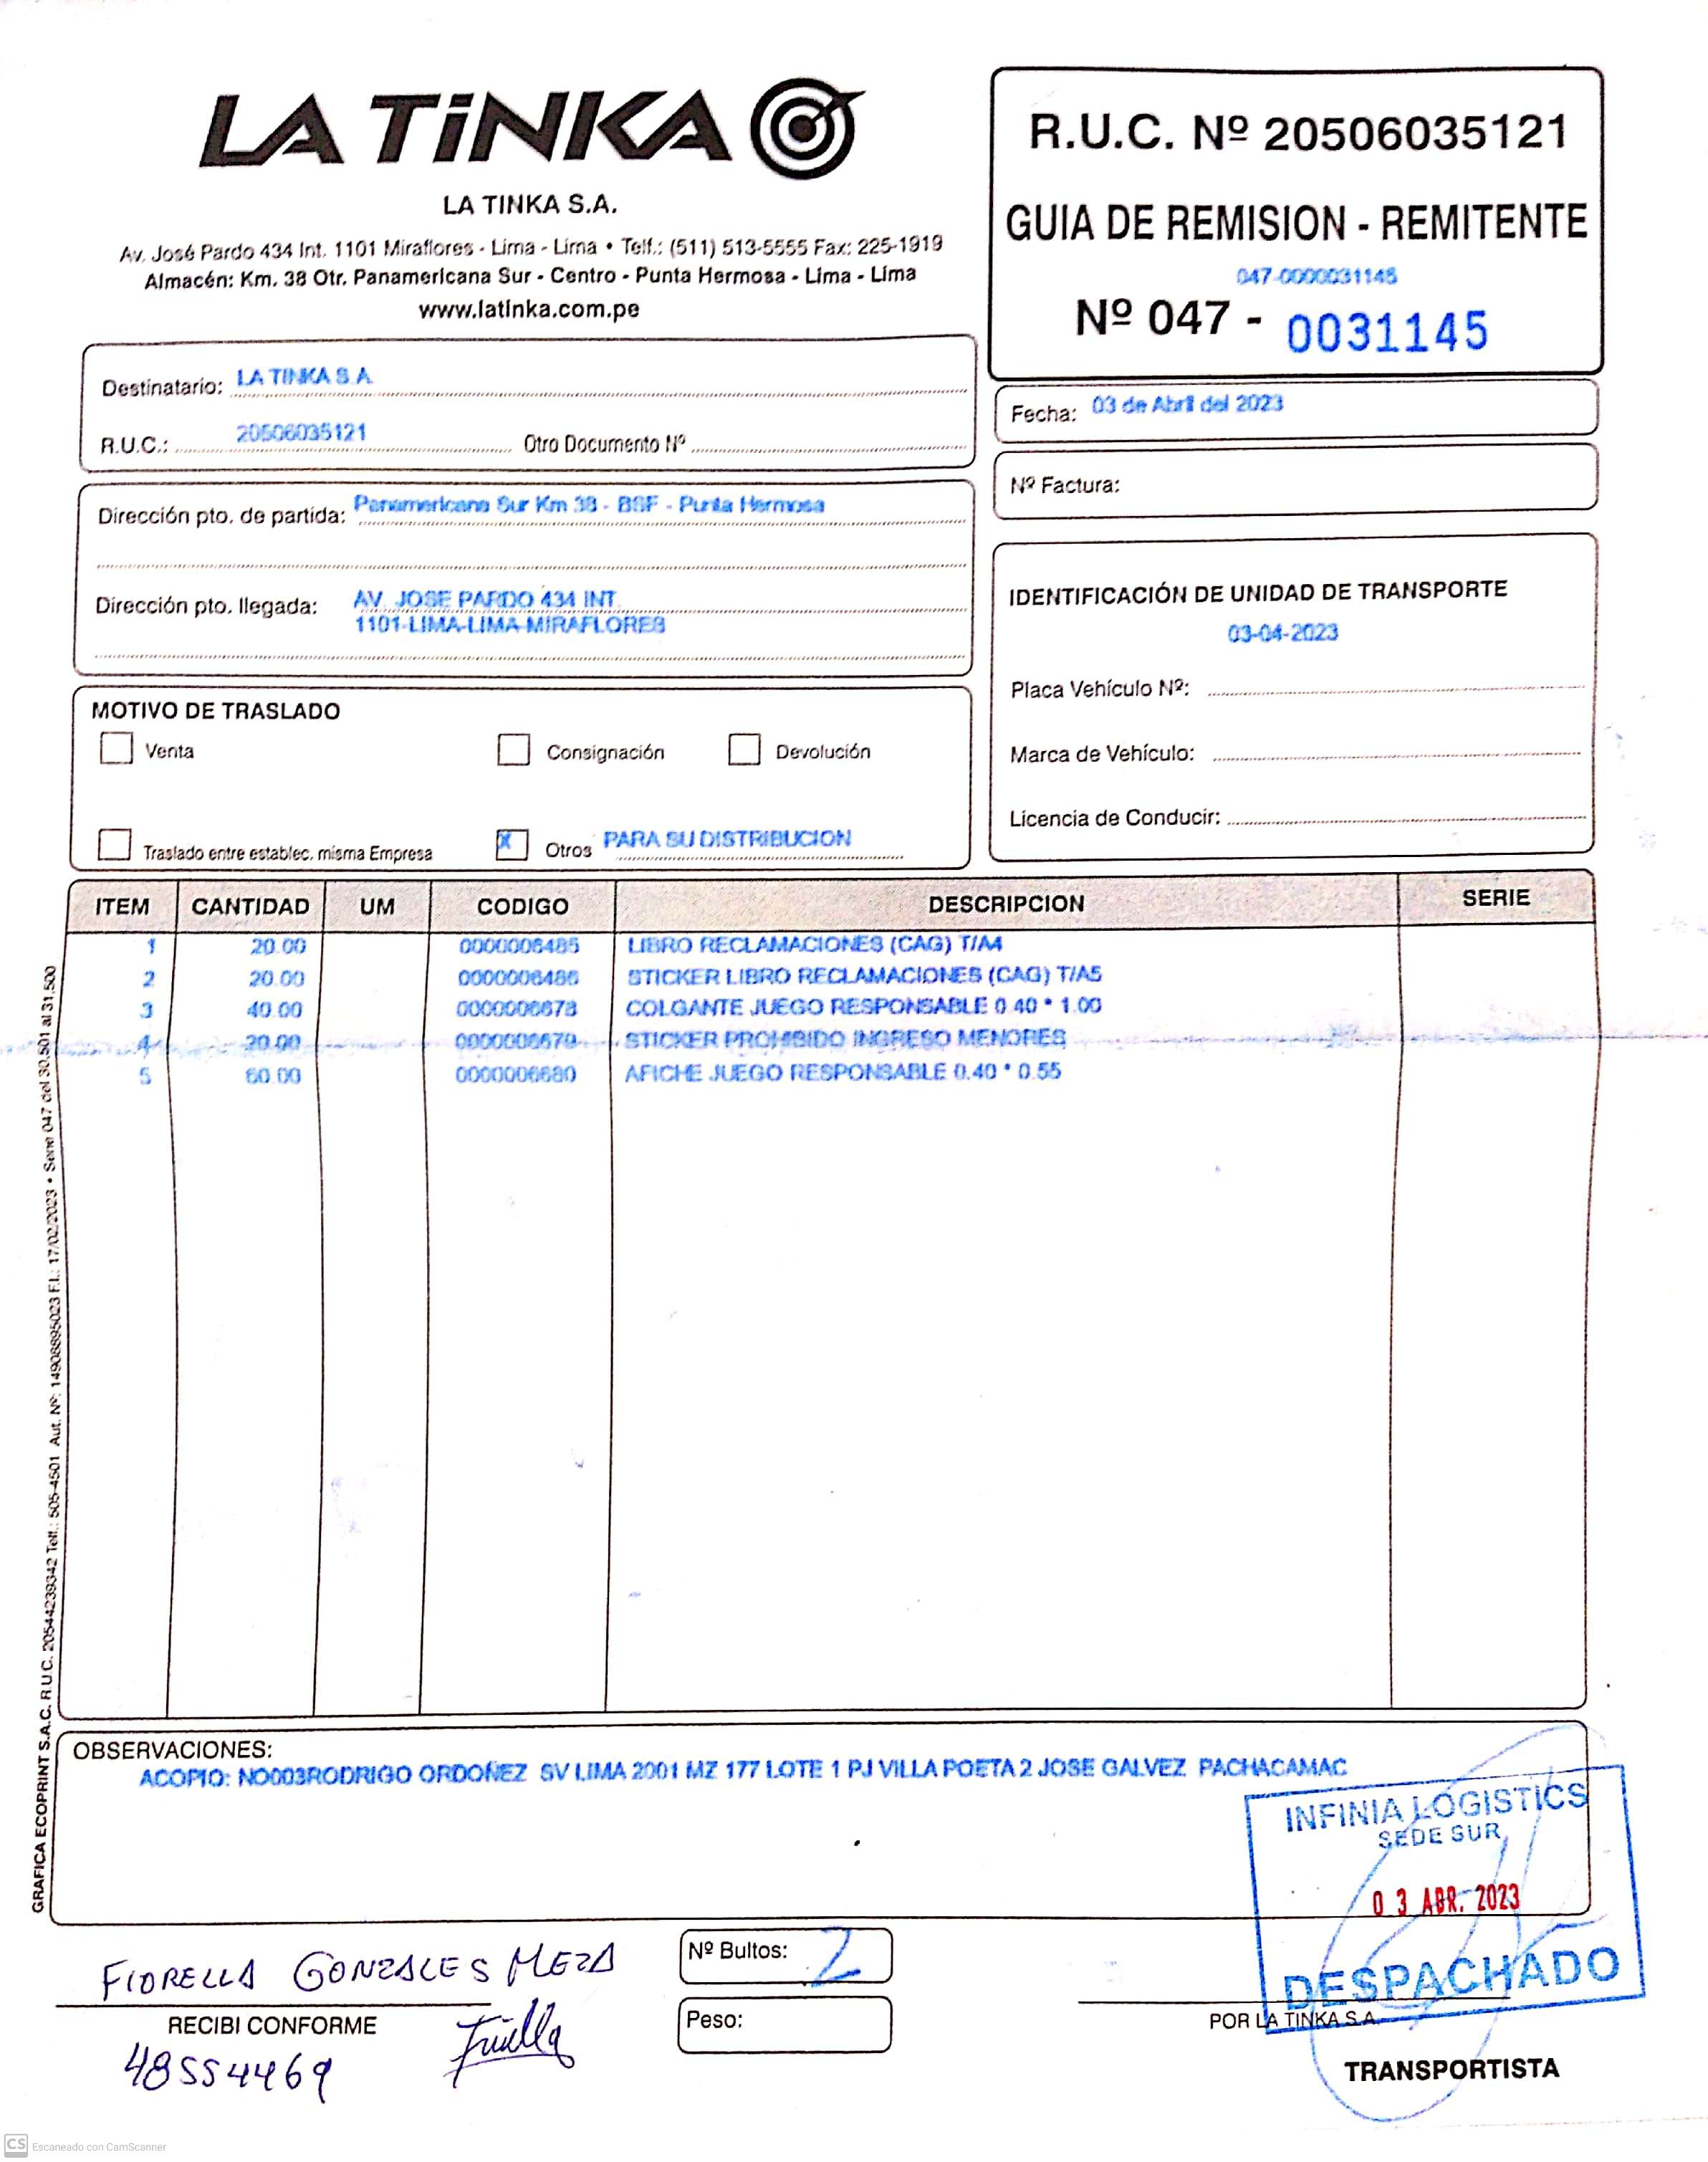 LA TiNKA
LA TINKA S.A.
Av. José Pardo 434 Int. 1101 Miraflores - Lima - Lima • Telf.: (511) 513-5555 Fax: 225-1919
Almacén: Km. 38 Otr. Panamericana Sur - Centro - Punta Hermosa - Lima - Lima
www.latinka.com.pe
R.U.C. Nº 20506035121
GUIA DE REMISION - REMITENTE
047-0000031145
Nº 047 - 0031145
Destinatario: LA TINKA S.A.
R.U.C.: 20506035121 Otro Documento Nº
Fecha: 03 de Abril del 2023
Nº Factura:
Dirección pto. de partida: Panamericana Sur Km 38 - BSF - Punta Hermosa
Dirección pto. llegada: AV. JOSE PARDO 434 INT.
1101-LIMA-LIMA-MIRAFLORES
IDENTIFICACIÓN DE UNIDAD DE TRANSPORTE
03-04-2023
Placa Vehículo Nº:
Marca de Vehículo:
Licencia de Conducir:
MOTIVO DE TRASLADO
Venta Consignación Devolución
Traslado entre establec. misma Empresa X Otros PARA SU DISTRIBUCION
ITEM CANTIDAD UM CODIGO DESCRIPCION SERIE
1 20.00 0000006485 LIBRO RECLAMACIONES (CAG) T/A4
2 20.00 0000006486 STICKER LIBRO RECLAMACIONES (CAG) T/A5
3 40.00 0000006678 COLGANTE JUEGO RESPONSABLE 0.40 * 1.00
4 20.00 0000006679 STICKER PROHIBIDO INGRESO MENORES
5 60.00 0000006680 AFICHE JUEGO RESPONSABLE 0.40 * 0.55
GRAFICA ECOPRINT S.A.C. R.U.C. 20544239342 Telf.: 505-4501 Aut. Nº: 14908895023 F.I.: 17/02/2023 • Serie 047 del 30,501 al 31,500
OBSERVACIONES:
ACOPIO: NO003RODRIGO ORDOÑEZ SV LIMA 2001 MZ 177 LOTE 1 PJ VILLA POETA 2 JOSE GALVEZ PACHACAMAC
INFINIA LOGISTICS
SEDE SUR
03 ABR. 2023
DESPACHADO
FIORELLA GONZALES MEZA
RECIBI CONFORME
48554469
Nº Bultos: 2
Peso:
POR LA TINKA S.A.
TRANSPORTISTA
CS Escaneado con CamScanner